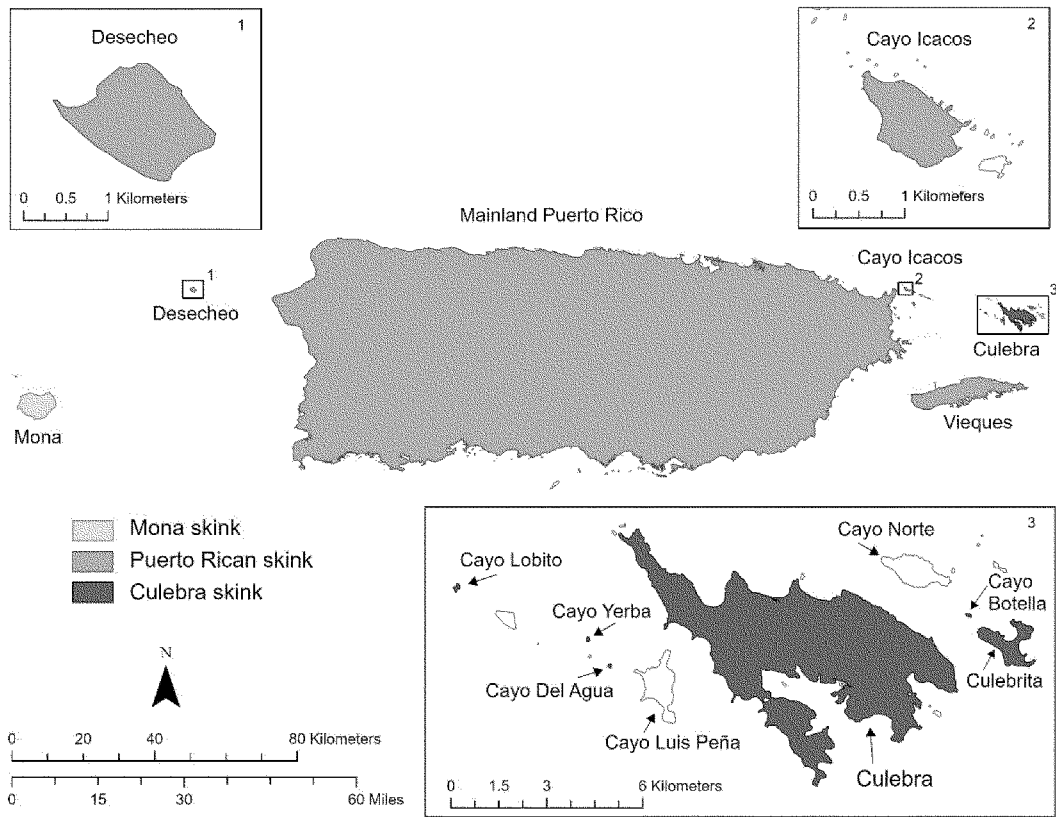 1
Desecheo
0 0.5 1 Kilometers
2
Cayo Icacos
0 0.5 1 Kilometers
Mainland Puerto Rico
1
Desecheo
Cayo Icacos
2
3
Culebra
Mona
Vieques
Mona skink
Puerto Rican skink
Culebra skink
N
0 20 40 80 Kilometers
0 15 30 60 Miles
3
Cayo Norte
Cayo Lobito
Cayo
Botella
Cayo Yerba
Culebrita
Cayo Del Agua
Cayo Luis Peña
Culebra
0 1.5 3 6 Kilometers